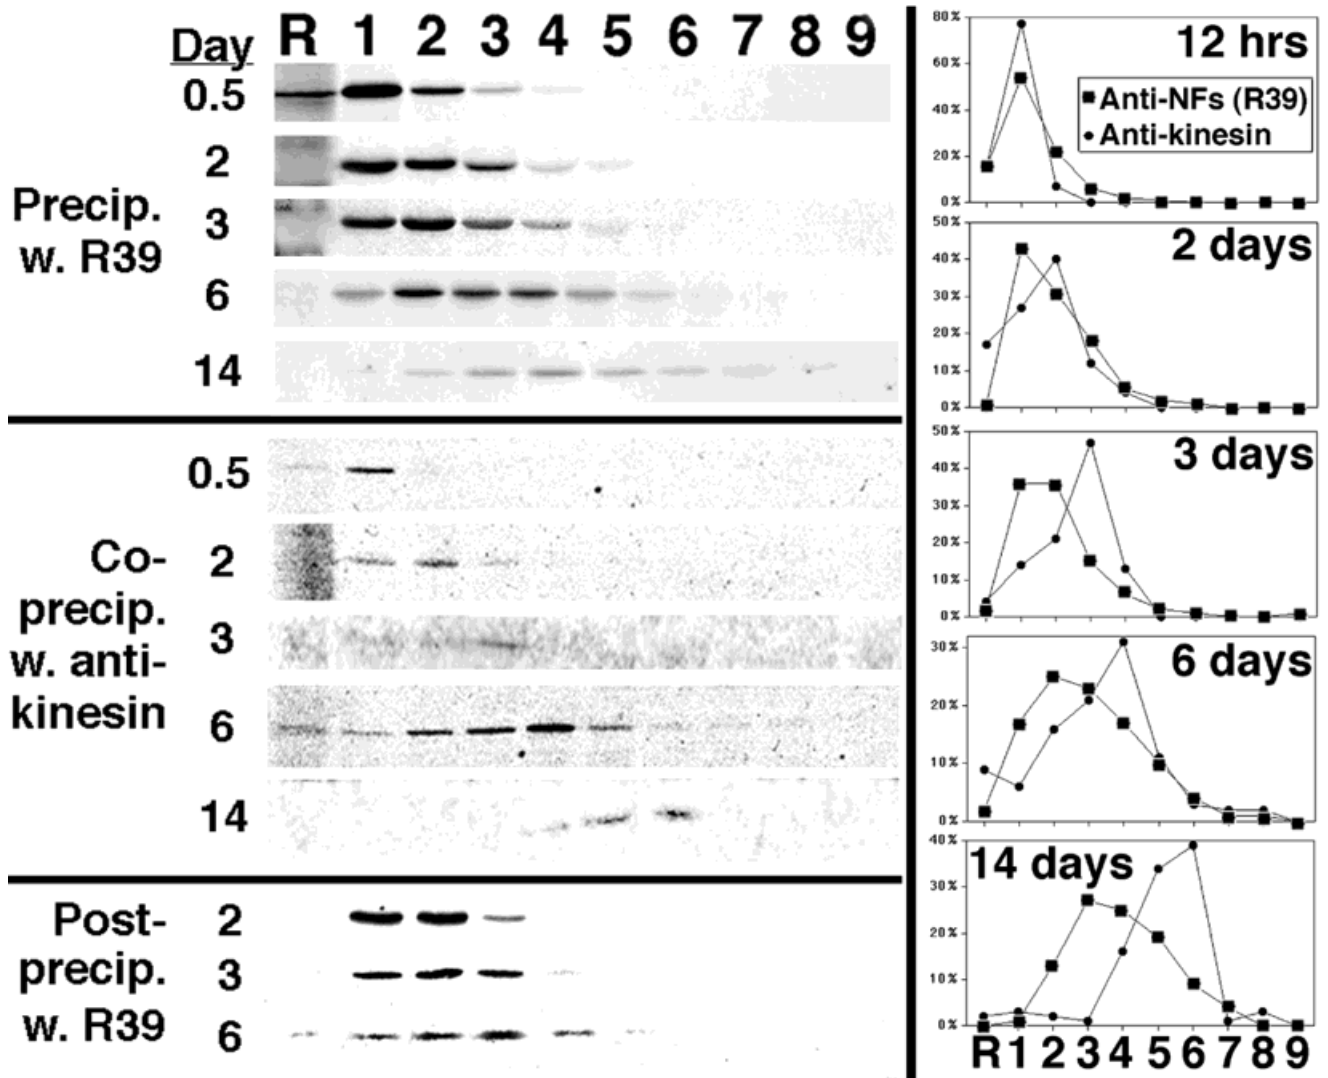 Day R 1 2 3 4 5 6 7 8 9
0.5
2
Precip.
w. R39
3
6
14
0.5
Co-
precip.
w. anti-
kinesin
2
3
6
14
Post-
precip.
w. R39
2
3
6
12 hrs
Anti-NFs (R39)
Anti-kinesin
80%
60%
40%
20%
0%
2 days
50%
40%
30%
20%
10%
0%
3 days
50%
40%
30%
20%
10%
0%
6 days
30%
20%
10%
0%
14 days
40%
30%
20%
10%
0%
R 1 2 3 4 5 6 7 8 9